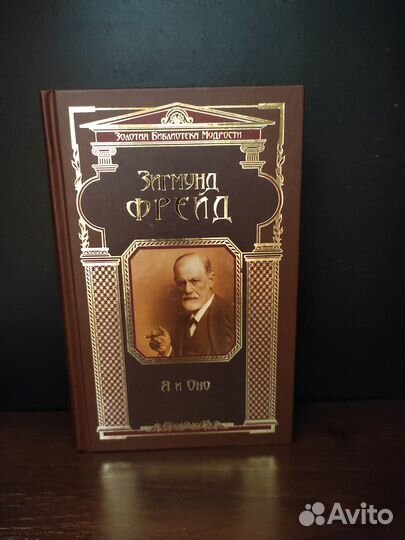 Золотая Библиотека Мудрости
Зигмунд
Фрейд
Я и Оно
Avito